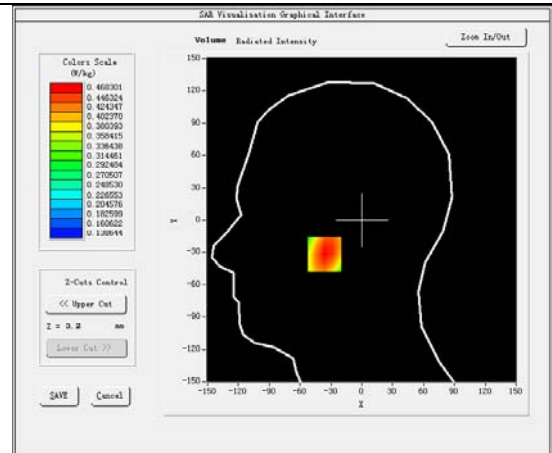 SAR Visualisation Graphical Interface
Volume Radiated Intensity
Zoom In/Out
Colors Scale
(W/kg)
0.468301
0.446324
0.424347
0.402370
0.380393
0.358415
0.336438
0.314461
0.292484
0.270507
0.248530
0.226553
0.204576
0.182599
0.160622
0.138644
Z-Cuts Control
<< Upper Cut
Z = 3.2 mm
Lower Cut >>
SAVE Cancel
150
120
90
60
30
0
-30
-60
-90
-120
-150
Y
-150 -120 -90 -60 -30 0 30 60 90 120 150
X